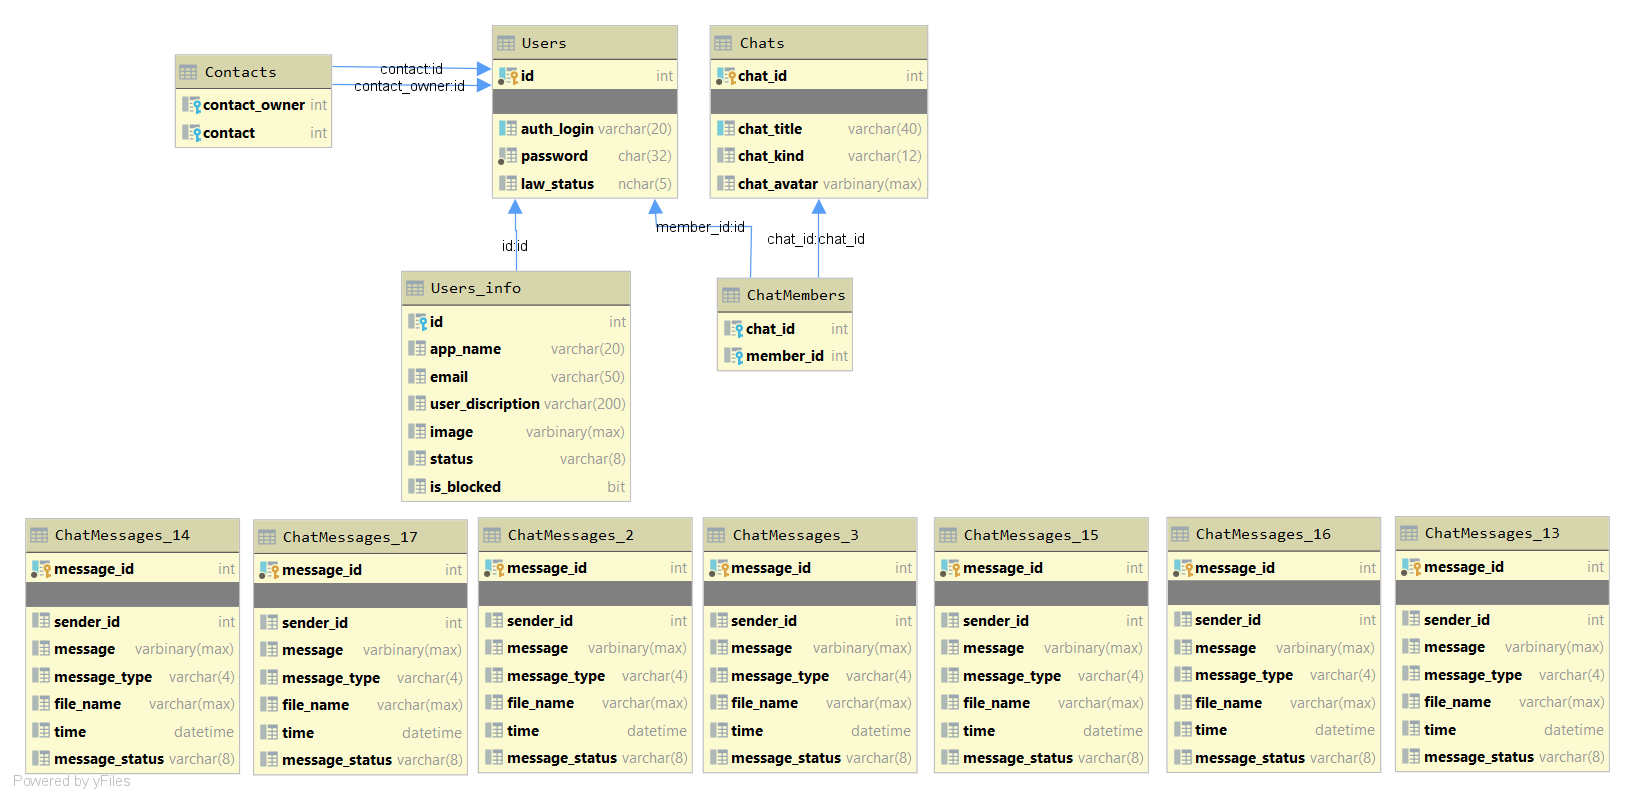 Users
id int
auth_login varchar(20)
password char(32)
law_status nchar(5)
Chats
chat_id int
chat_title varchar(40)
chat_kind varchar(12)
chat_avatar varbinary(max)
Contacts
contact_owner int
contact int
contact:id
contact_owner:id
id:id
member_id:id
chat_id:chat_id
Users_info
id int
app_name varchar(20)
email varchar(50)
user_discription varchar(200)
image varbinary(max)
status varchar(8)
is_blocked bit
ChatMembers
chat_id int
member_id int
ChatMessages_14
message_id int
sender_id int
message varbinary(max)
message_type varchar(4)
file_name varchar(max)
time datetime
message_status varchar(8)
ChatMessages_17
message_id int
sender_id int
message varbinary(max)
message_type varchar(4)
file_name varchar(max)
time datetime
message_status varchar(8)
ChatMessages_2
message_id int
sender_id int
message varbinary(max)
message_type varchar(4)
file_name varchar(max)
time datetime
message_status varchar(8)
ChatMessages_3
message_id int
sender_id int
message varbinary(max)
message_type varchar(4)
file_name varchar(max)
time datetime
message_status varchar(8)
ChatMessages_15
message_id int
sender_id int
message varbinary(max)
message_type varchar(4)
file_name varchar(max)
time datetime
message_status varchar(8)
ChatMessages_16
message_id int
sender_id int
message varbinary(max)
message_type varchar(4)
file_name varchar(max)
time datetime
message_status varchar(8)
ChatMessages_13
message_id int
sender_id int
message varbinary(max)
message_type varchar(4)
file_name varchar(max)
time datetime
message_status varchar(8)
Powered by yFiles